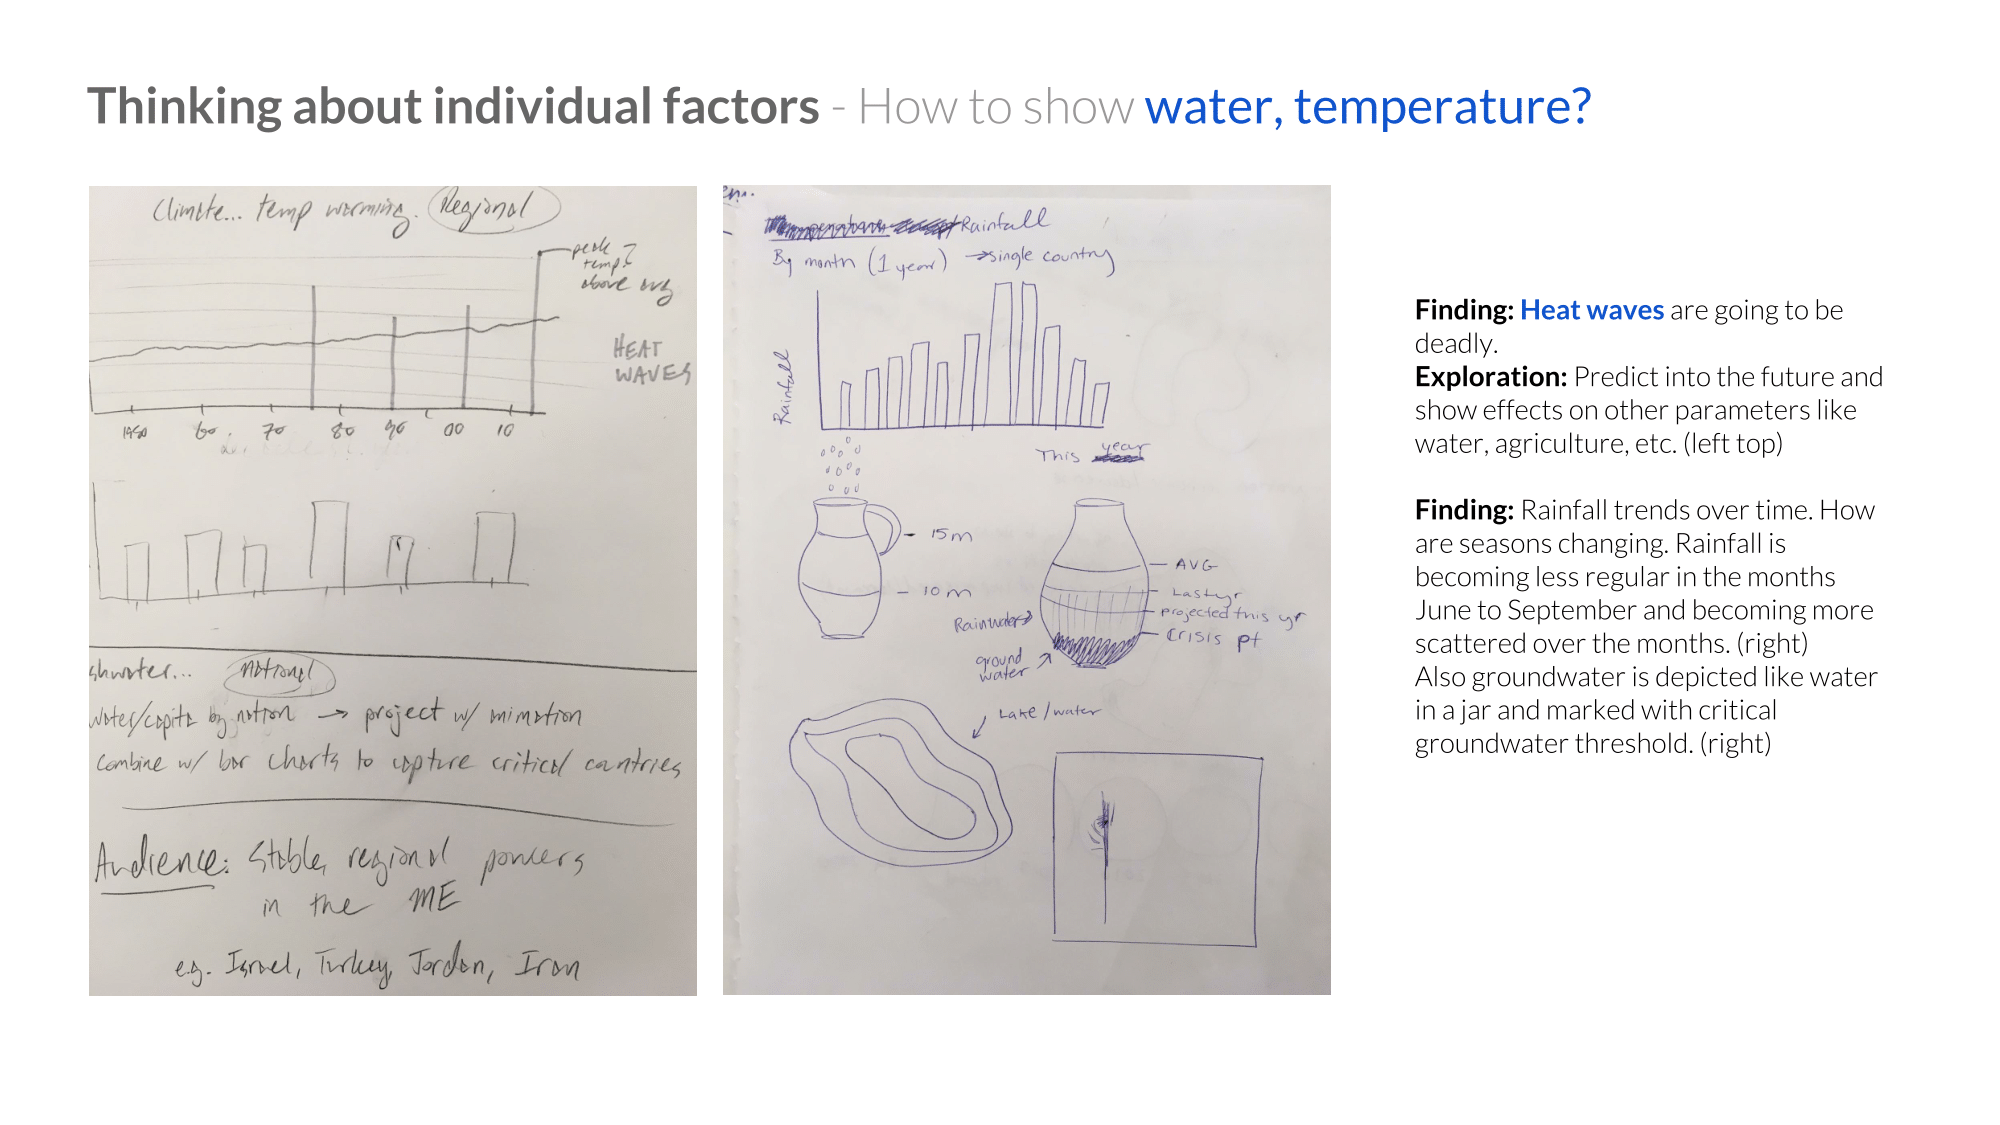 Thinking about individual factors - How to show water, temperature?
Climate... temp warming. Regional
peak
temp.
above avg
HEAT
WAVES
1950 60. 70 80 90 00 10
shwater... national
water/capita by nation → project w/ animation
Combine w/ bar charts to capture critical countries
Audience: Stable, regional powers
in the ME
e.g. Israel, Turkey, Jordan, Iran
Rainfall
By month (1 year) → single country
Rainfall
This year
15m
10m
AVG
Last yr
projected this yr
crisis pt
Rainwater
ground
water
Lake/water
Finding: Heat waves are going to be
deadly.
Exploration: Predict into the future and
show effects on other parameters like
water, agriculture, etc. (left top)
Finding: Rainfall trends over time. How
are seasons changing. Rainfall is
becoming less regular in the months
June to September and becoming more
scattered over the months. (right)
Also groundwater is depicted like water
in a jar and marked with critical
groundwater threshold. (right)